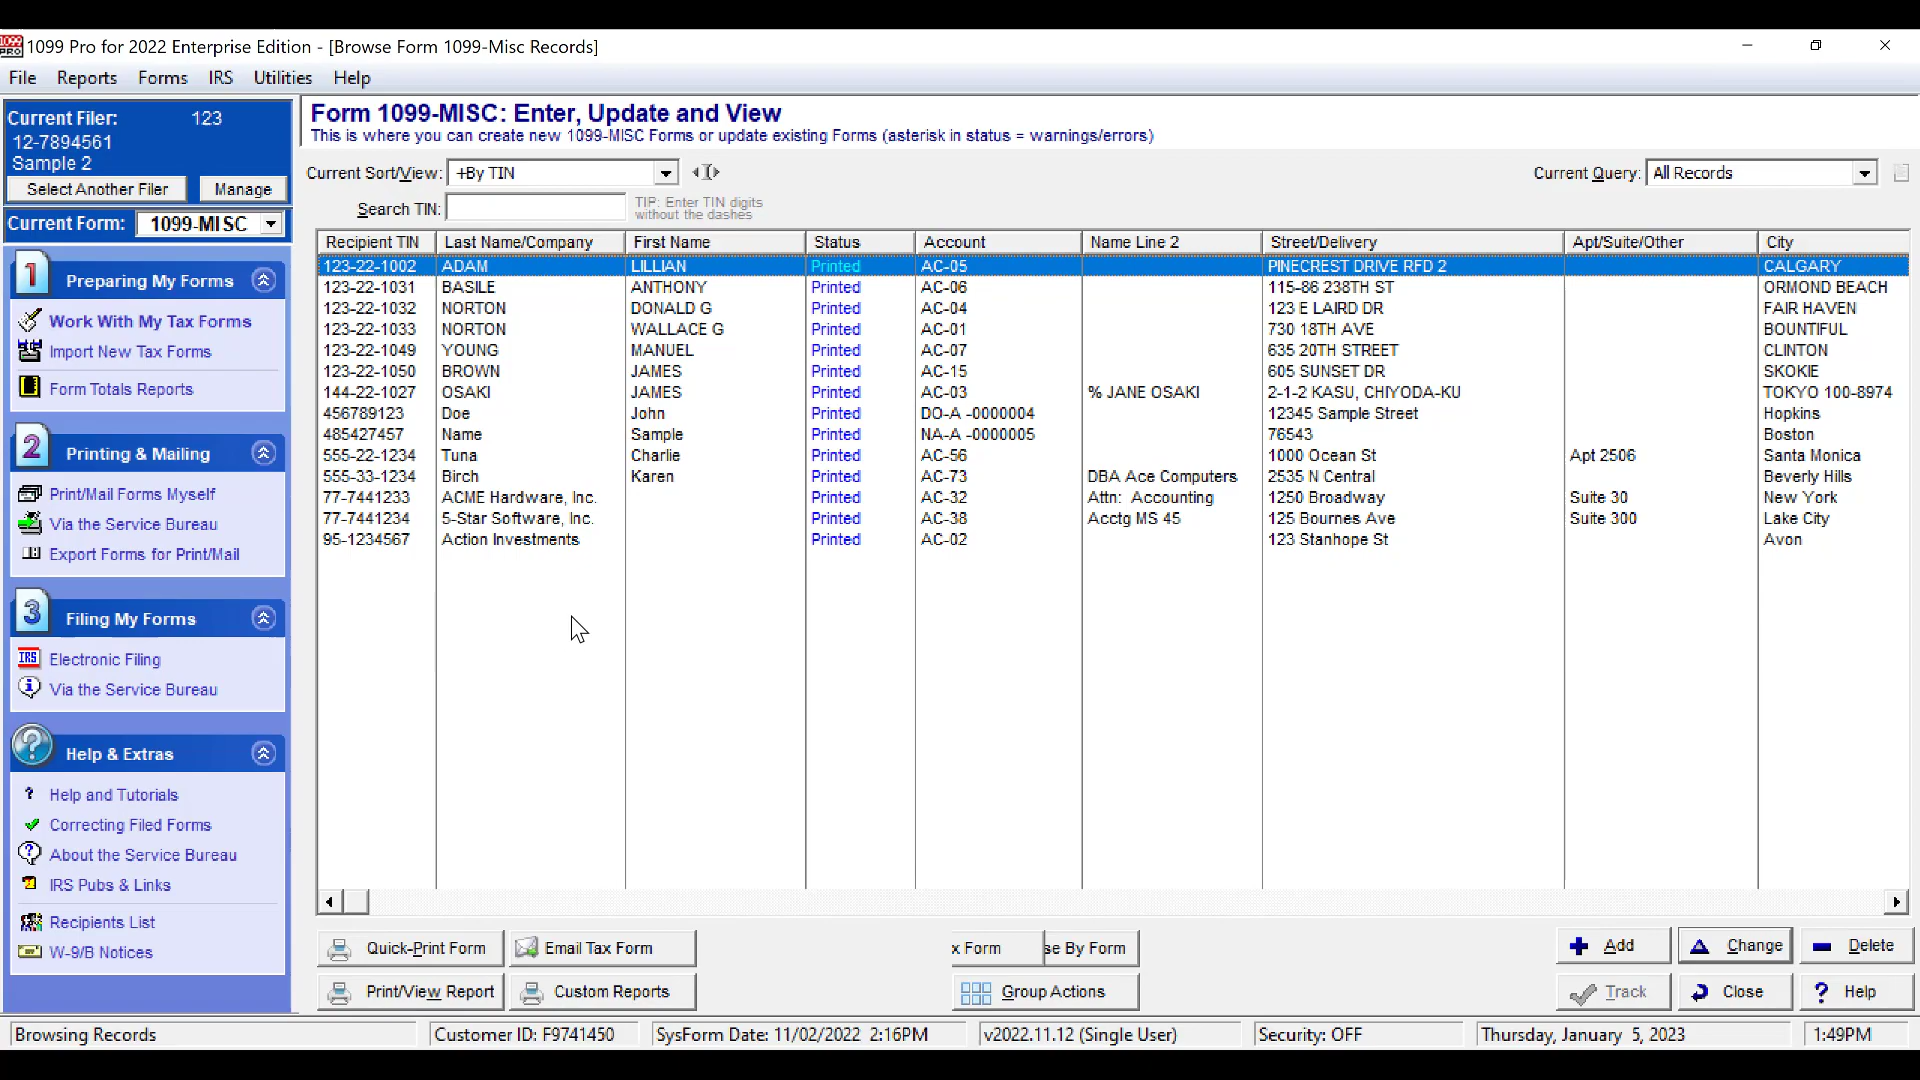 1099 Pro for 2022 Enterprise Edition - [Browse Form 1099-Misc Records]
File Reports Forms IRS Utilities Help
Current Filer: 123
12-7894561
Sample 2
Select Another Filer Manage
Current Form: 1099-MISC
1 Preparing My Forms
Work With My Tax Forms
Import New Tax Forms
Form Totals Reports
2 Printing & Mailing
Print/Mail Forms Myself
Via the Service Bureau
Export Forms for Print/Mail
3 Filing My Forms
IRS Electronic Filing
Via the Service Bureau
? Help & Extras
? Help and Tutorials
Correcting Filed Forms
About the Service Bureau
IRS Pubs & Links
Recipients List
W-9/B Notices
Form 1099-MISC: Enter, Update and View
This is where you can create new 1099-MISC Forms or update existing Forms (asterisk in status = warnings/errors)
Current Sort/View: +By TIN Current Query: All Records
Search TIN: TIP: Enter TIN digits
without the dashes
Recipient TIN Last Name/Company First Name Status Account Name Line 2 Street/Delivery Apt/Suite/Other City
123-22-1002 ADAM LILLIAN Printed AC-05 PINECREST DRIVE RFD 2 CALGARY
123-22-1031 BASILE ANTHONY Printed AC-06 115-86 238TH ST ORMOND BEACH
123-22-1032 NORTON DONALD G Printed AC-04 123 E LAIRD DR FAIR HAVEN
123-22-1033 NORTON WALLACE G Printed AC-01 730 18TH AVE BOUNTIFUL
123-22-1049 YOUNG MANUEL Printed AC-07 635 20TH STREET CLINTON
123-22-1050 BROWN JAMES Printed AC-15 605 SUNSET DR SKOKIE
144-22-1027 OSAKI JAMES Printed AC-03 % JANE OSAKI 2-1-2 KASU, CHIYODA-KU TOKYO 100-8974
456789123 Doe John Printed DO-A -0000004 12345 Sample Street Hopkins
485427457 Name Sample Printed NA-A -0000005 76543 Boston
555-22-1234 Tuna Charlie Printed AC-56 1000 Ocean St Apt 2506 Santa Monica
555-33-1234 Birch Karen Printed AC-73 DBA Ace Computers 2535 N Central Beverly Hills
77-7441233 ACME Hardware, Inc. Printed AC-32 Attn: Accounting 1250 Broadway Suite 30 New York
77-7441234 5-Star Software, Inc. Printed AC-38 Acctg MS 45 125 Bournes Ave Suite 300 Lake City
95-1234567 Action Investments Printed AC-02 123 Stanhope St Avon
Quick-Print Form Email Tax Form x Form se By Form Add Change Delete
Print/View Report Custom Reports Group Actions Track Close ? Help
Browsing Records Customer ID: F9741450 SysForm Date: 11/02/2022 2:16PM v2022.11.12 (Single User) Security: OFF Thursday, January 5, 2023 1:49PM